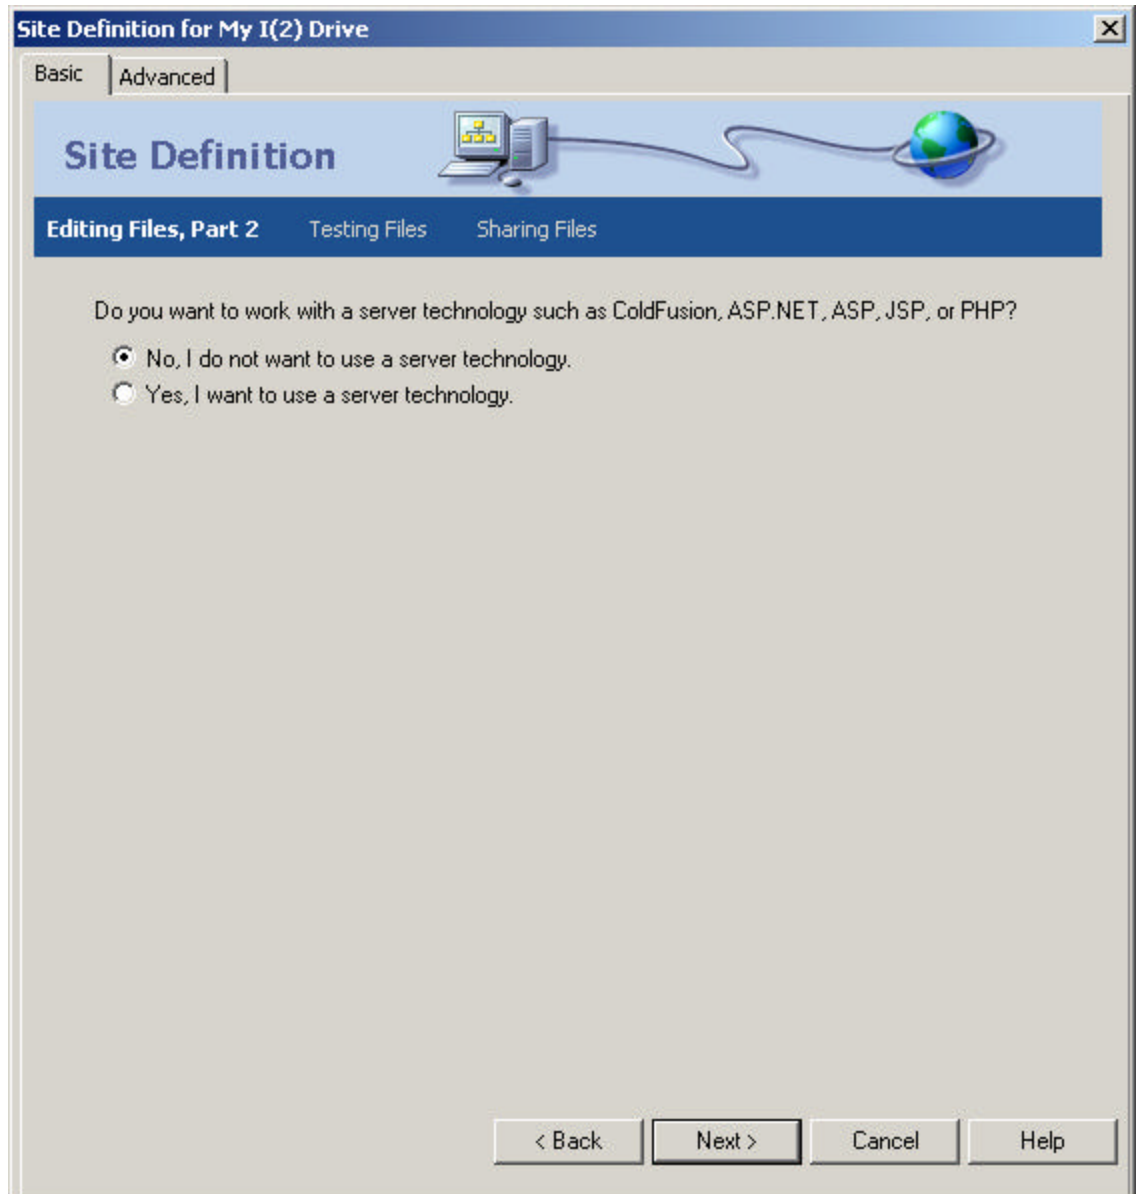 Site Definition for My I(2) Drive
Basic
Advanced
Site Definition
Editing Files, Part 2
Testing Files
Sharing Files
Do you want to work with a server technology such as ColdFusion, ASP.NET, ASP, JSP, or PHP?
No, I do not want to use a server technology.
Yes, I want to use a server technology.
< Back
Next >
Cancel
Help